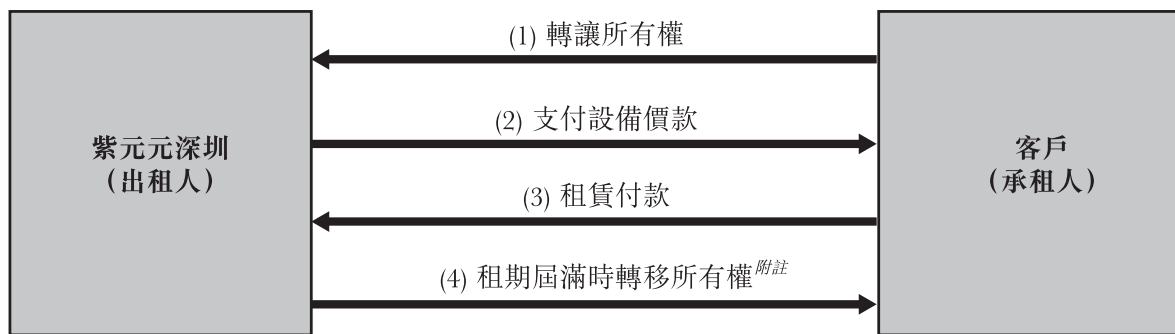 紫元元深圳
(出租人)
(1) 轉讓所有權
(2) 支付設備價款
(3) 租賃付款
(4) 租期屆滿時轉移所有權附註
客戶
(承租人)